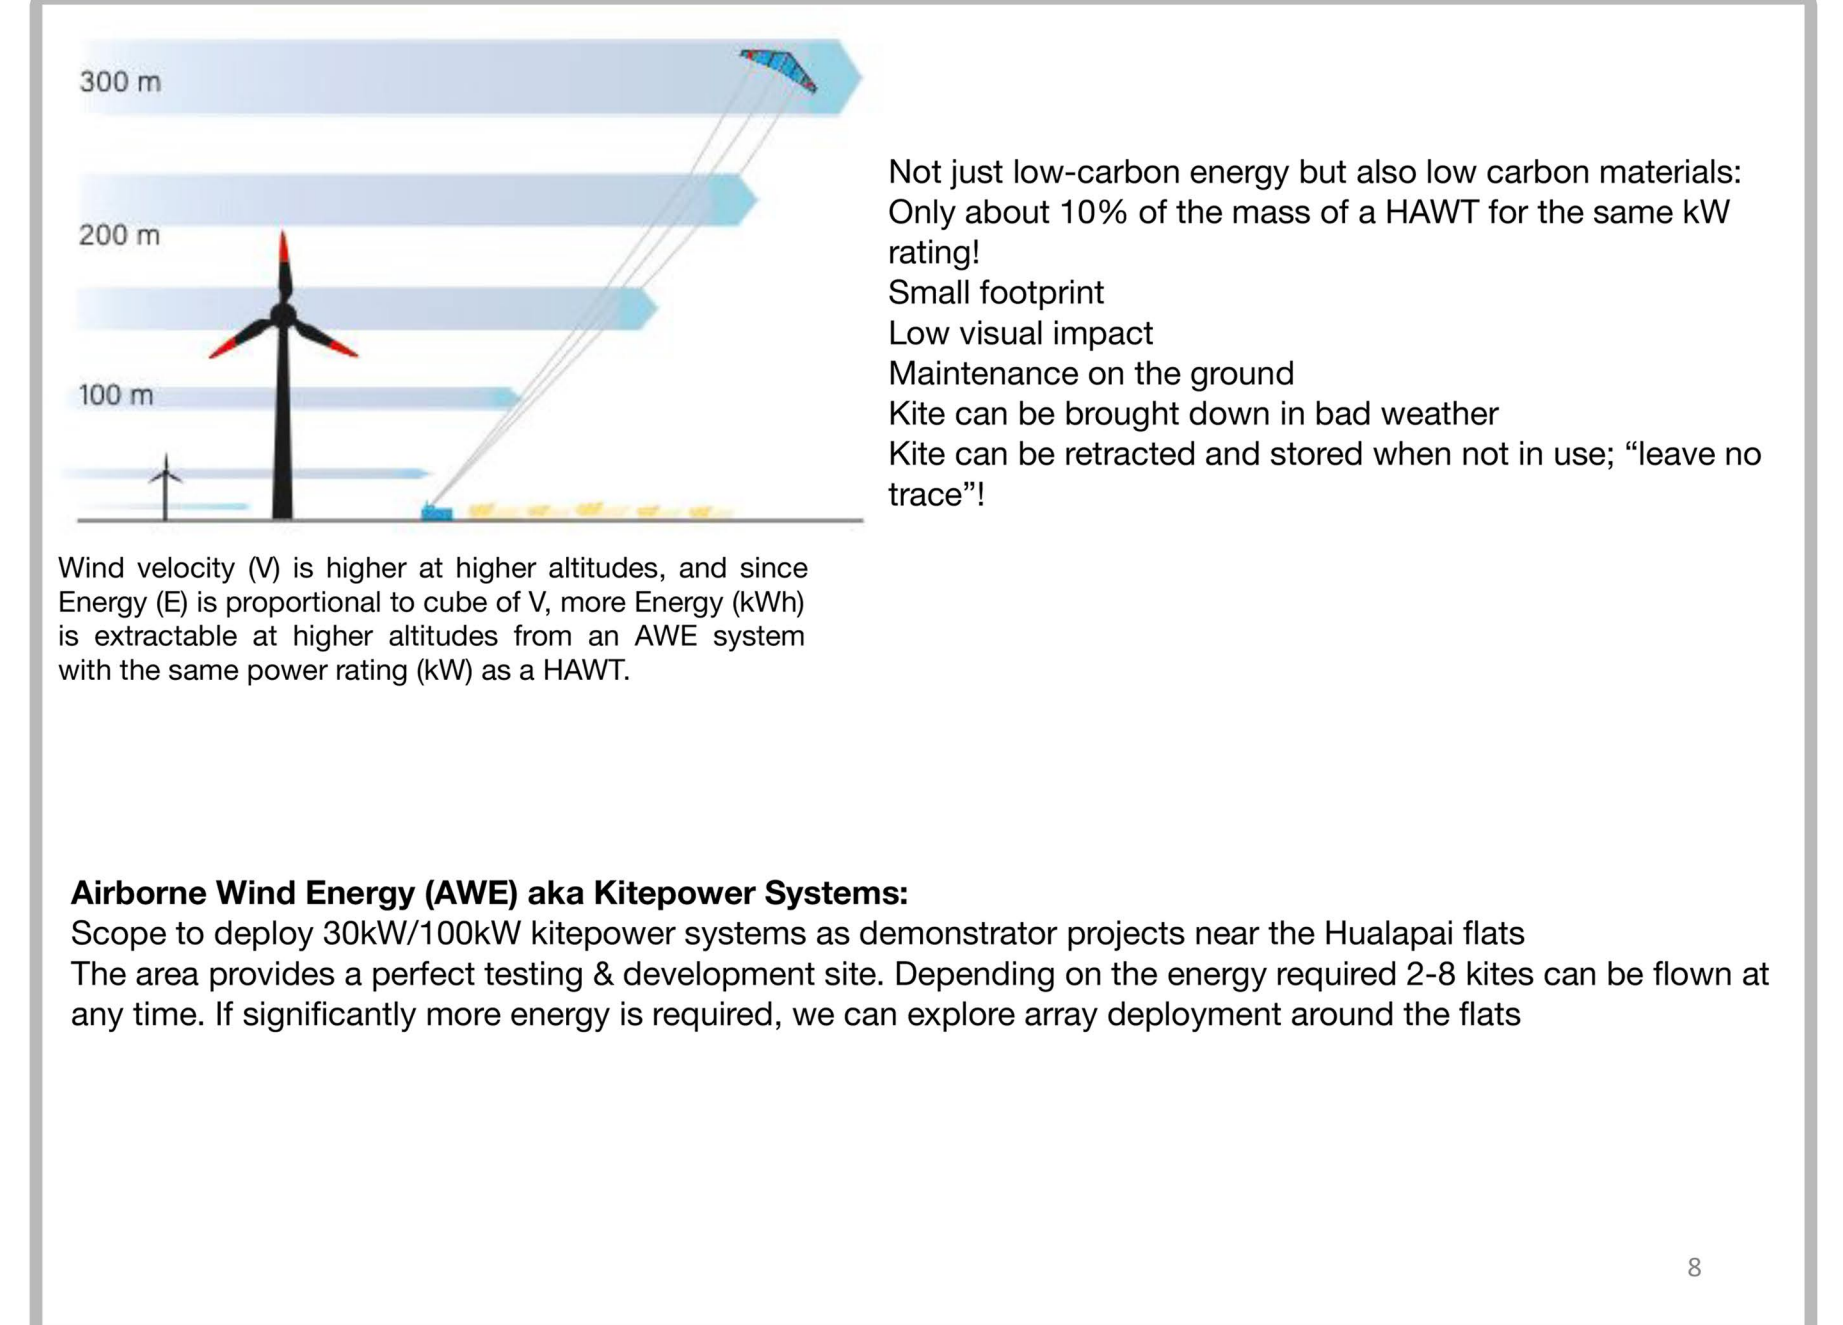 300 m
200 m
100 m
Not just low-carbon energy but also low carbon materials:
Only about 10% of the mass of a HAWT for the same kW
rating!
Small footprint
Low visual impact
Maintenance on the ground
Kite can be brought down in bad weather
Kite can be retracted and stored when not in use; “leave no
trace”!
Wind velocity (V) is higher at higher altitudes, and since
Energy (E) is proportional to cube of V, more Energy (kWh)
is extractable at higher altitudes from an AWE system
with the same power rating (kW) as a HAWT.
Airborne Wind Energy (AWE) aka Kitepower Systems:
Scope to deploy 30kW/100kW kitepower systems as demonstrator projects near the Hualapai flats
The area provides a perfect testing & development site. Depending on the energy required 2-8 kites can be flown at
any time. If significantly more energy is required, we can explore array deployment around the flats
8